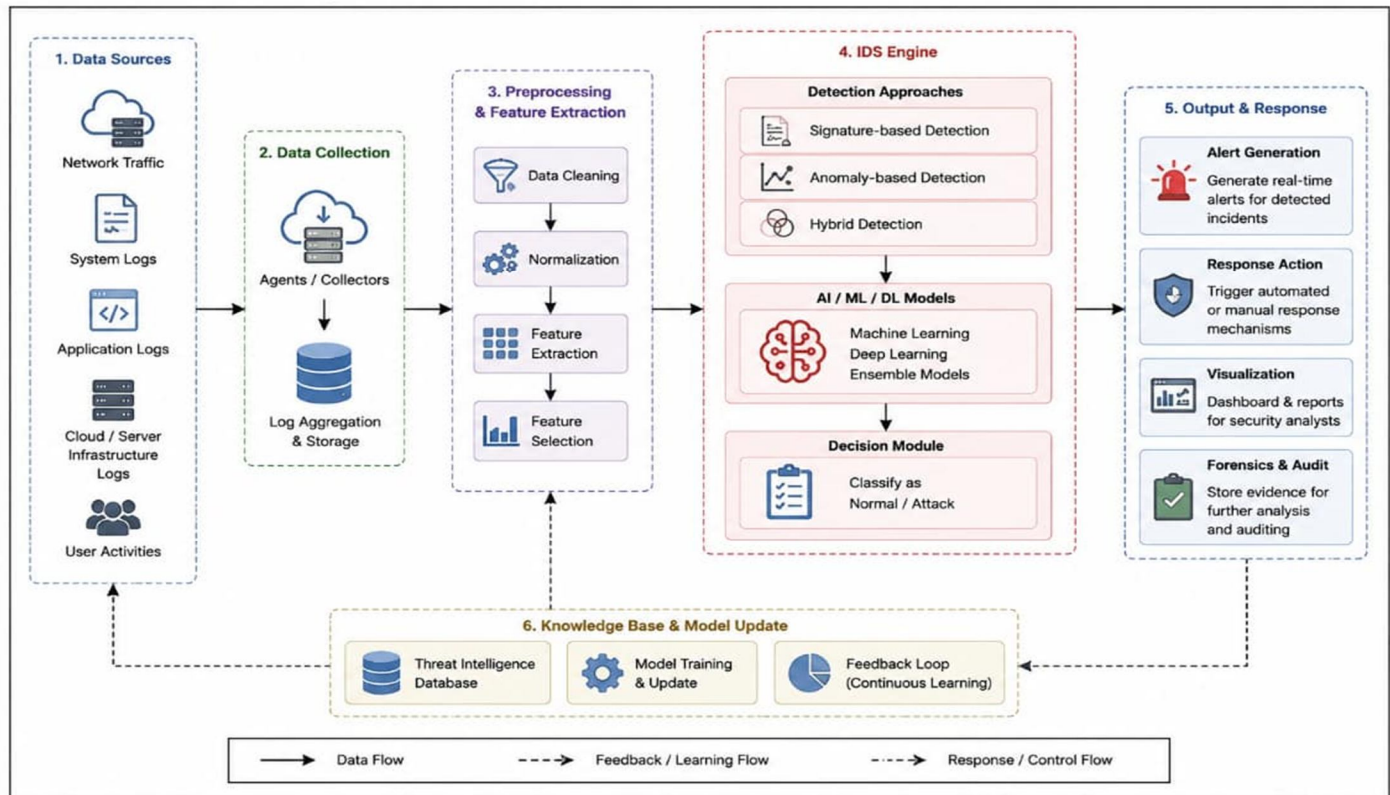 1. Data Sources
Network Traffic
System Logs
Application Logs
Cloud / Server
Infrastructure
Logs
User Activities
2. Data Collection
Agents / Collectors
Log Aggregation
& Storage
3. Preprocessing
& Feature Extraction
Data Cleaning
Normalization
Feature
Extraction
Feature
Selection
4. IDS Engine
Detection Approaches
Signature-based Detection
Anomaly-based Detection
Hybrid Detection
AI / ML / DL Models
Machine Learning
Deep Learning
Ensemble Models
Decision Module
Classify as
Normal / Attack
5. Output & Response
Alert Generation
Generate real-time
alerts for detected
incidents
Response Action
Trigger automated
or manual response
mechanisms
Visualization
Dashboard & reports
for security analysts
Forensics & Audit
Store evidence for
further analysis
and auditing
6. Knowledge Base & Model Update
Threat Intelligence
Database
Model Training
& Update
Feedback Loop
(Continuous Learning)
Data Flow
Feedback / Learning Flow
Response / Control Flow